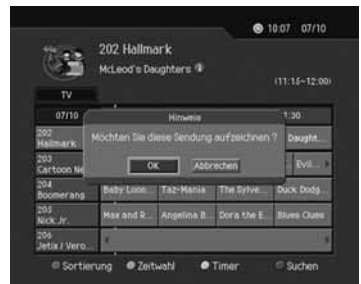 10:07 07/10
202 Hallmark
McLeod's Daughters
(11:15~12:00)
TV
07/10 1:30
Hinweis
Möchten Sie diese Sendung aufzeichnen ?
OK Abbrechen
202
Hallmark Daught...
203
Cartoon Ne Evil...
204
Boomerang Baby Loon... Taz-Mania The Sylve... Duck Dodg...
205
Nick Jr. Max and R... Angelina B... Dora the E... Blues Clues
206
Jetix / Vero...
Sortierung Zeitwahl Timer Suchen